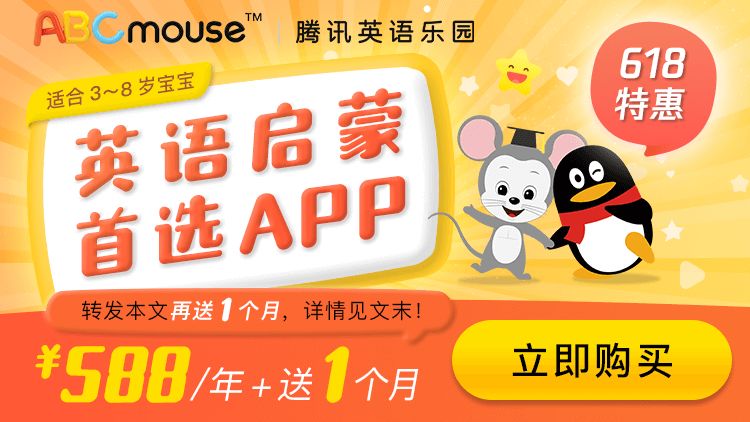 ABCmouse™ | 腾讯英语乐园
618
特惠
适合3~8岁宝宝
英语启蒙
首选APP
转发本文再送1个月，详情见文末！
¥588/年+送1个月
立即购买